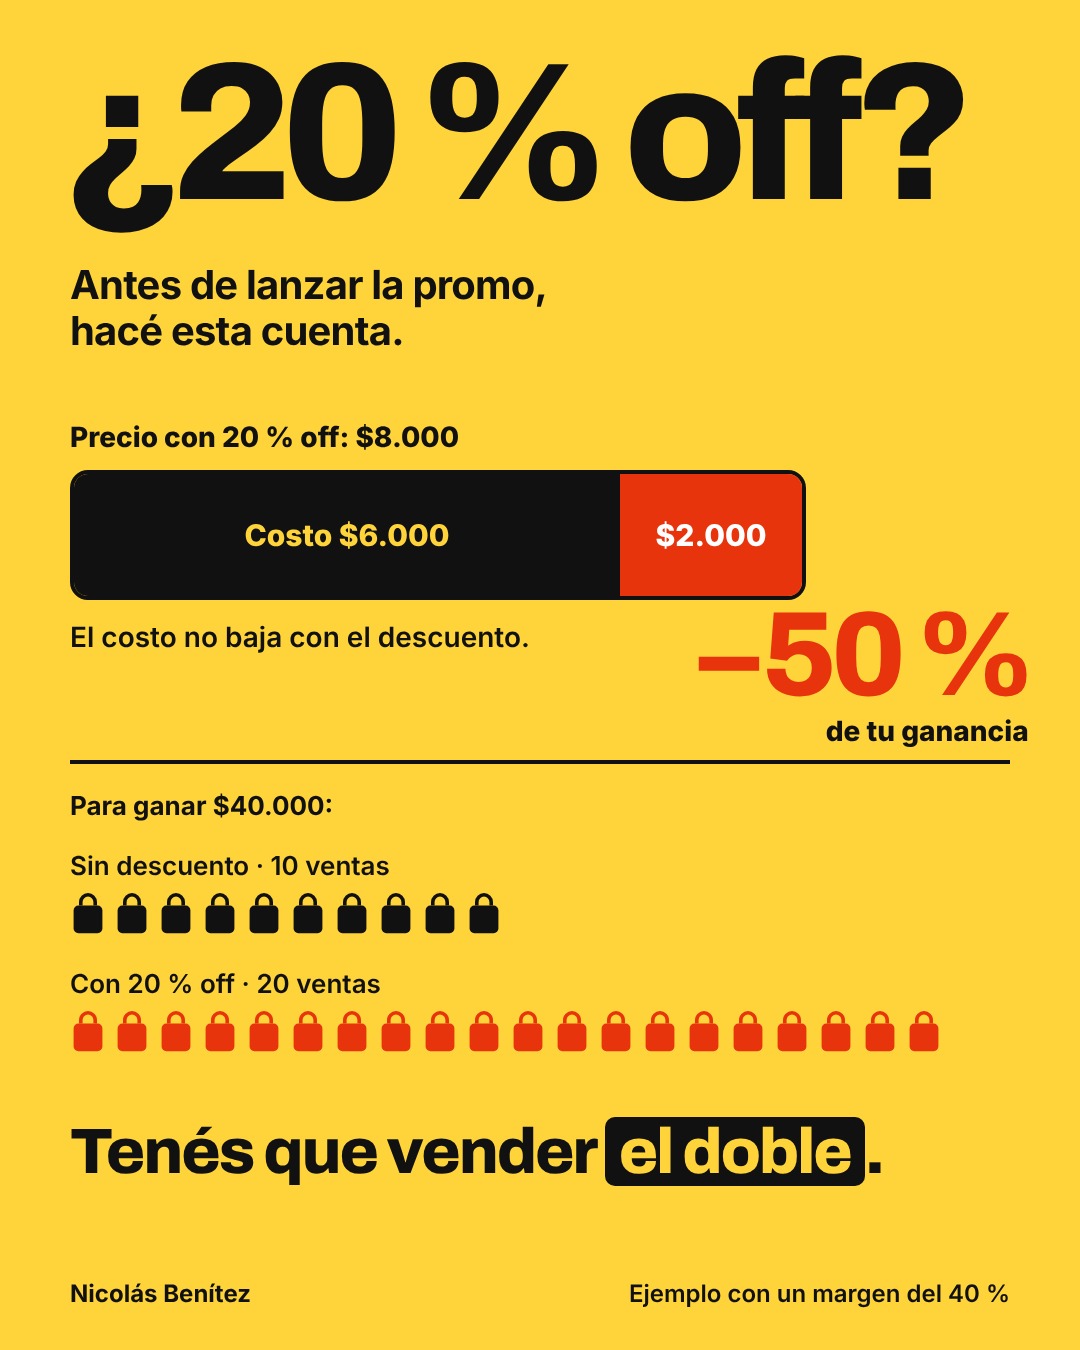 ¿20 % off?
Antes de lanzar la promo,
hacé esta cuenta.
Precio con 20 % off: $8.000
Costo $6.000
$2.000
El costo no baja con el descuento.
–50 %
de tu ganancia
Para ganar $40.000:
Sin descuento · 10 ventas
Con 20 % off · 20 ventas
Tenés que vender el doble.
Nicolás Benítez
Ejemplo con un margen del 40 %